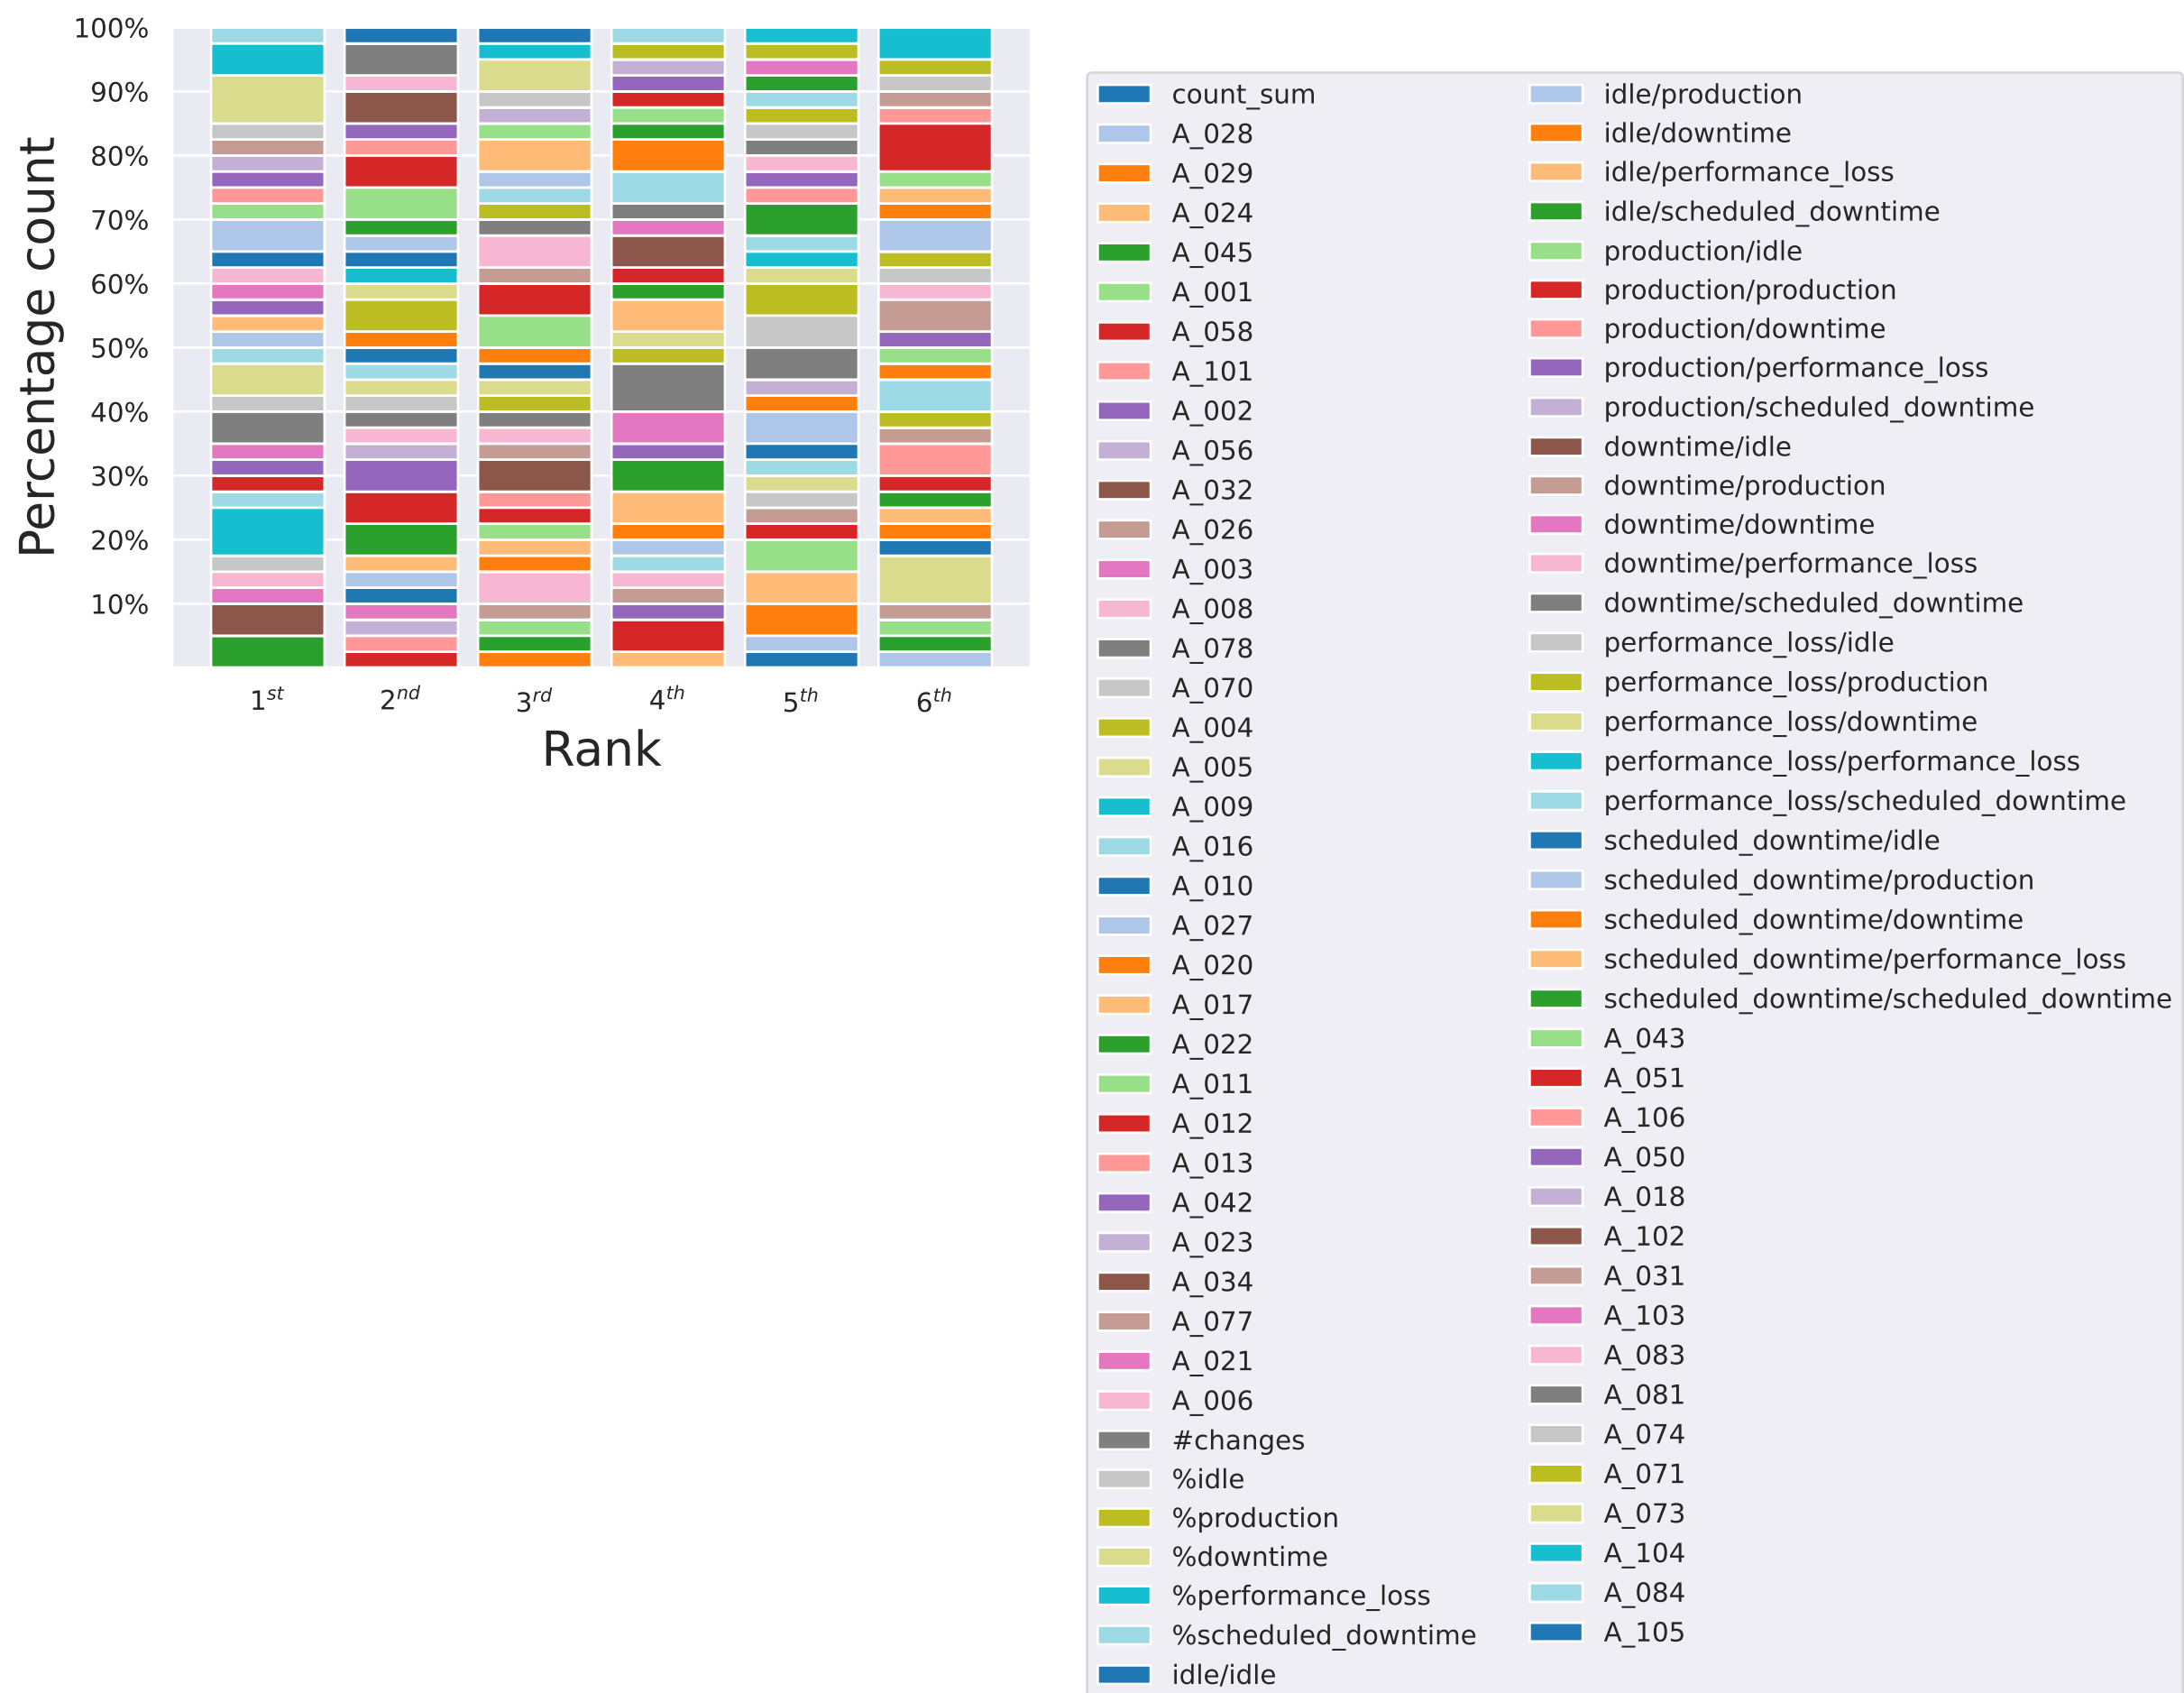 100%
90%
80%
70%
60%
50%
40%
30%
20%
10%
Percentage count
1st
2nd
3rd
4th
5th
6th
Rank
count_sum
A_028
A_029
A_024
A_045
A_001
A_058
A_101
A_002
A_056
A_032
A_026
A_003
A_008
A_078
A_070
A_004
A_005
A_009
A_016
A_010
A_027
A_020
A_017
A_022
A_011
A_012
A_013
A_042
A_023
A_034
A_077
A_021
A_006
#changes
%idle
%production
%downtime
%performance_loss
%scheduled_downtime
idle/idle
idle/production
idle/downtime
idle/performance_loss
idle/scheduled_downtime
production/idle
production/production
production/downtime
production/performance_loss
production/scheduled_downtime
downtime/idle
downtime/production
downtime/downtime
downtime/performance_loss
downtime/scheduled_downtime
performance_loss/idle
performance_loss/production
performance_loss/downtime
performance_loss/performance_loss
performance_loss/scheduled_downtime
scheduled_downtime/idle
scheduled_downtime/production
scheduled_downtime/downtime
scheduled_downtime/performance_loss
scheduled_downtime/scheduled_downtime
A_043
A_051
A_106
A_050
A_018
A_102
A_031
A_103
A_083
A_081
A_074
A_071
A_073
A_104
A_084
A_105